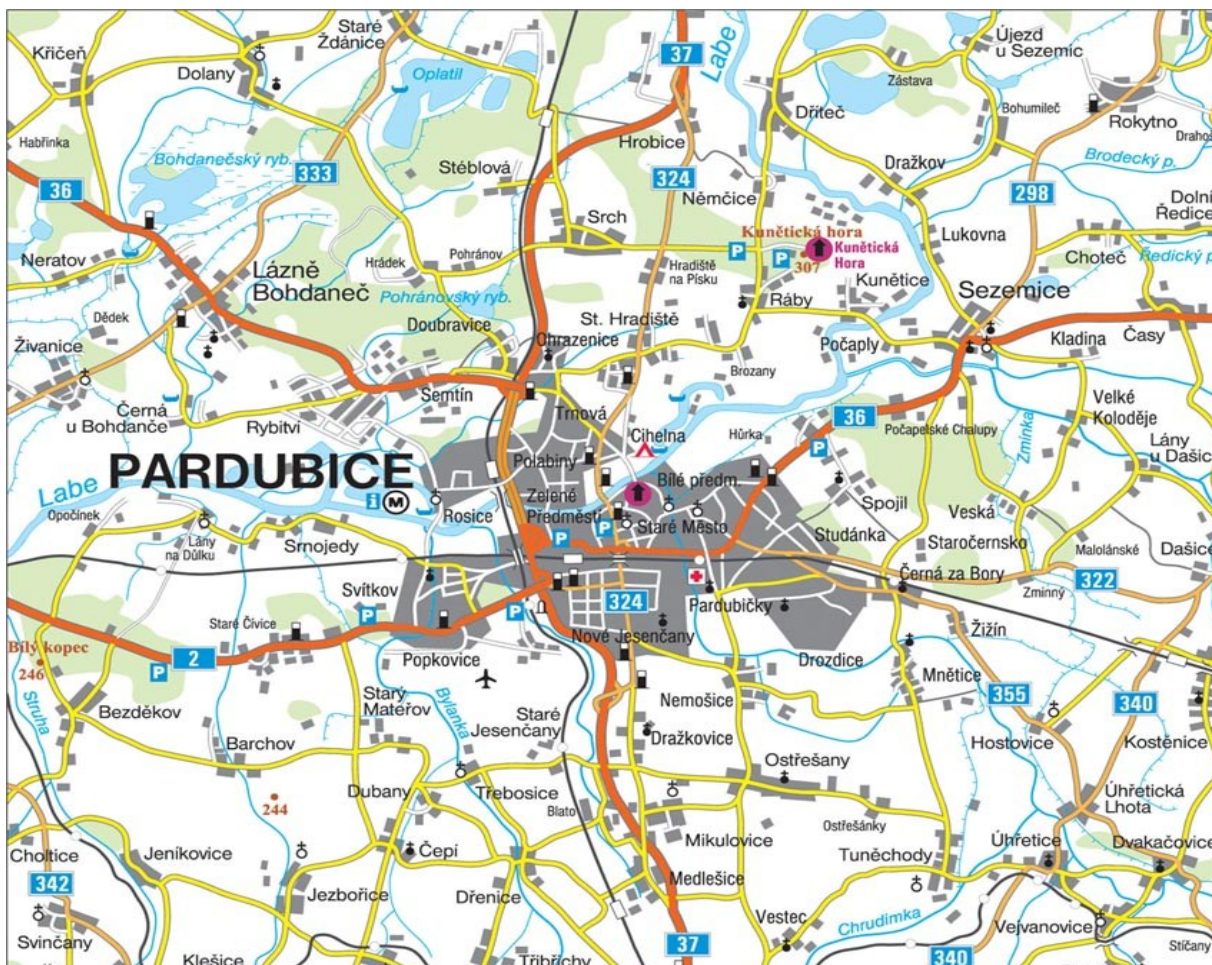 Křičeň
Staré
Ždánice
Dolany
Oplatil
37
Labe
Újezd
u Sezemic
Zástava
Bohumileč
Rokytno
Drahoš
Dříteč
Habřinka
Bohdanečský ryb.
333
Hrobice
Stéblová
324
Němčice
Dražkov
Brodecký p.
298
Dolní
Ředice
36
Srch
Kunětická hora
Kunětická
Hora
307
P
P
Lukovna
Choteč
Ředický p.
Neratov
Lázně
Bohdaneč
Hrádek
Pohránov
Hradiště
na Písku
Kunětice
Sezemice
Pohránovský ryb.
Ráby
Dědek
Doubravice
St. Hradiště
Ohrazenice
Živanice
Počaply
Kladina
Časy
Semtín
Brozany
Černá
u Bohdanče
Rybitví
Trnová
Cihelna
Hůrka
36
Počapelské Chalupy
Velké
Koloděje
PARDUBICE
Polabiny
P
Zmínka
Lány
u Dašic
Labe
Opočínek
i
M
Rosice
Zelené
Předměstí
Bílé předm.
Spojil
Veská
P
P
Staré Město
Studánka
Lány
na Důlku
Srnojedy
Staročernsko
Malolánské
Dašice
Svítkov
Černá za Bory
322
Zminný
324
Pardubičky
P
P
Staré Čívice
Nové Jesenčany
Žižín
Bílý kopec
246
2
P
Popkovice
Drozdice
Mnětice
355
340
Struha
Bezděkov
Starý
Mateřov
Bylanka
Staré
Jesenčany
Nemošice
Dražkovice
Hostovice
Kostěnice
Barchov
Ostřešany
244
Dubany
Třebosice
Blato
Úhřetická
Lhota
Ostřešánky
Choltice
Jeníkovice
Čepí
Mikulovice
Tuněchody
Úhřetice
Dvakačovice
342
Jezbořice
Dřenice
Medlešice
Svinčany
Vestec
Chrudimka
Vejvanovice
37
Klešice
Třibřichy
340
Stíčany